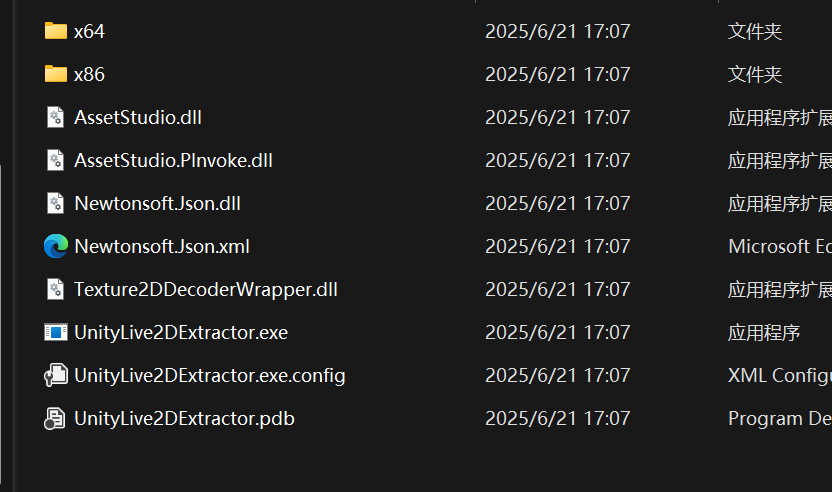 x64 2025/6/21 17:07 文件夹
x86 2025/6/21 17:07 文件夹
AssetStudio.dll 2025/6/21 17:07 应用程序扩展
AssetStudio.PInvoke.dll 2025/6/21 17:07 应用程序扩展
Newtonsoft.Json.dll 2025/6/21 17:07 应用程序扩展
Newtonsoft.Json.xml 2025/6/21 17:07 Microsoft Ed
Texture2DDecoderWrapper.dll 2025/6/21 17:07 应用程序扩展
UnityLive2DExtractor.exe 2025/6/21 17:07 应用程序
UnityLive2DExtractor.exe.config 2025/6/21 17:07 XML Configu
UnityLive2DExtractor.pdb 2025/6/21 17:07 Program De